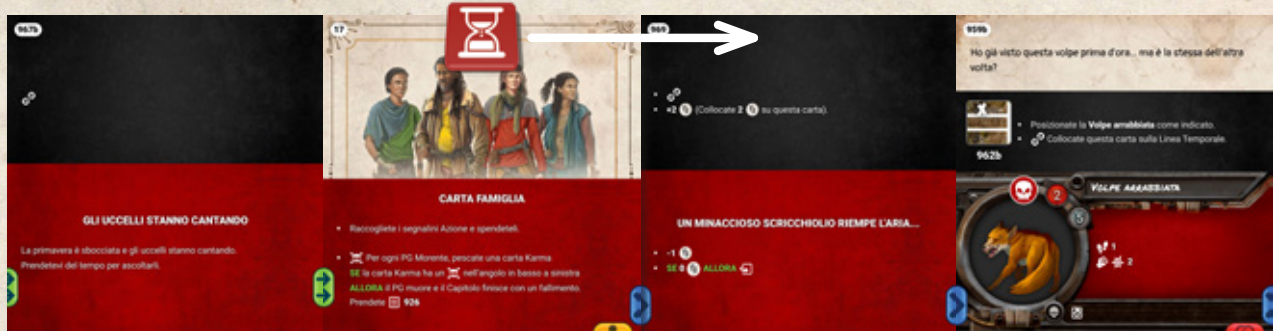 967b
GLI UCCELLI STANNO CANTANDO
La primavera è sbocciata e gli uccelli stanno cantando.
Prendetevi del tempo per ascoltarli.
17
CARTA FAMIGLIA
Raccogliete i segnalini Azione e spendeteli.
Per ogni PG Morente, pescate una carta Karma
SE la carta Karma ha un nell'angolo in basso a sinistra
ALLORA il PG muore e il Capitolo finisce con un fallimento.
Prendete 926
969
+2 (Collocate 2 su questa carta).
UN MINACCIOSO SCRICCHIOLIO RIEMPE L'ARIA...
-1
SE 0 ALLORA
959b
Ho già visto questa volpe prima d'ora... ma è la stessa dell'altra
volta?
Posizionate la Volpe arrabbiata come indicato.
Collocate questa carta sulla Linea Temporale.
962b
VOLPE ARRABBIATA
2
5
1
2